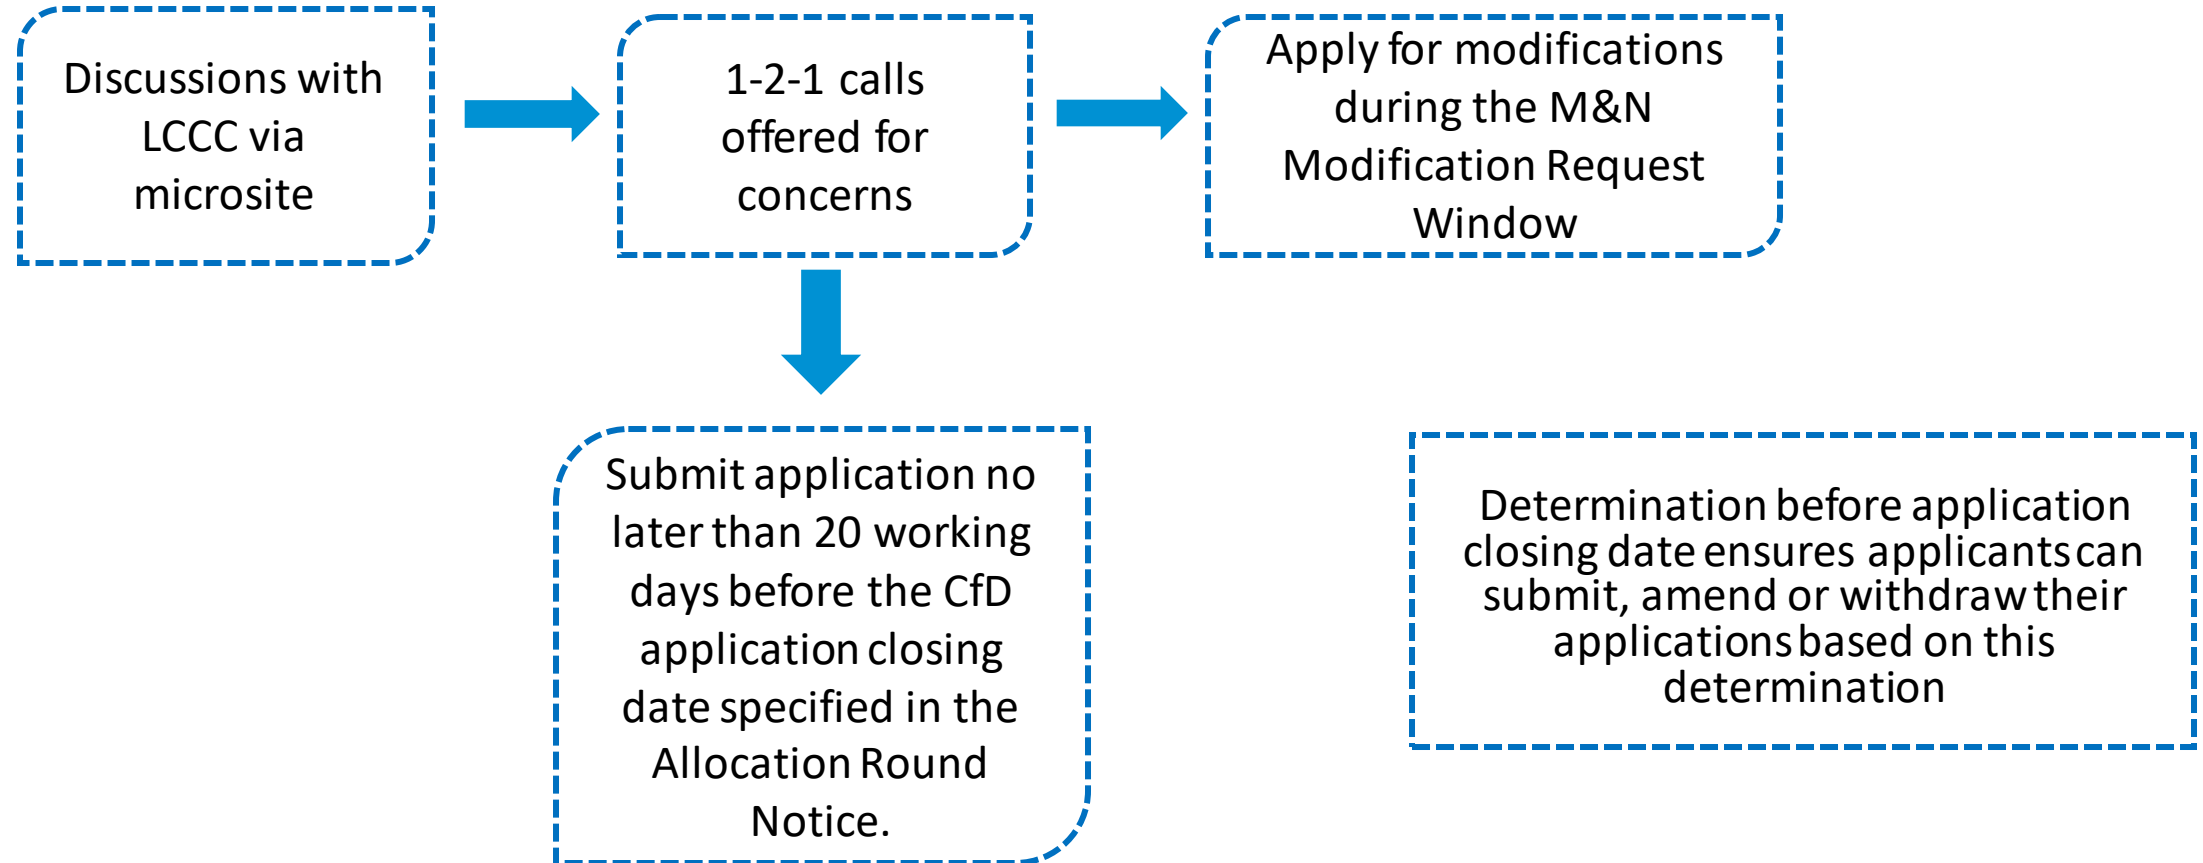 Discussions with
LCCC via
microsite
1-2-1 calls
offered for
concerns
Apply for modifications
during the M&N
Modification Request
Window
Submit application no
later than 20 working
days before the CfD
application closing
date specified in the
Allocation Round
Notice.
Determination before application
closing date ensures applicants can
submit, amend or withdraw their
applications based on this
determination